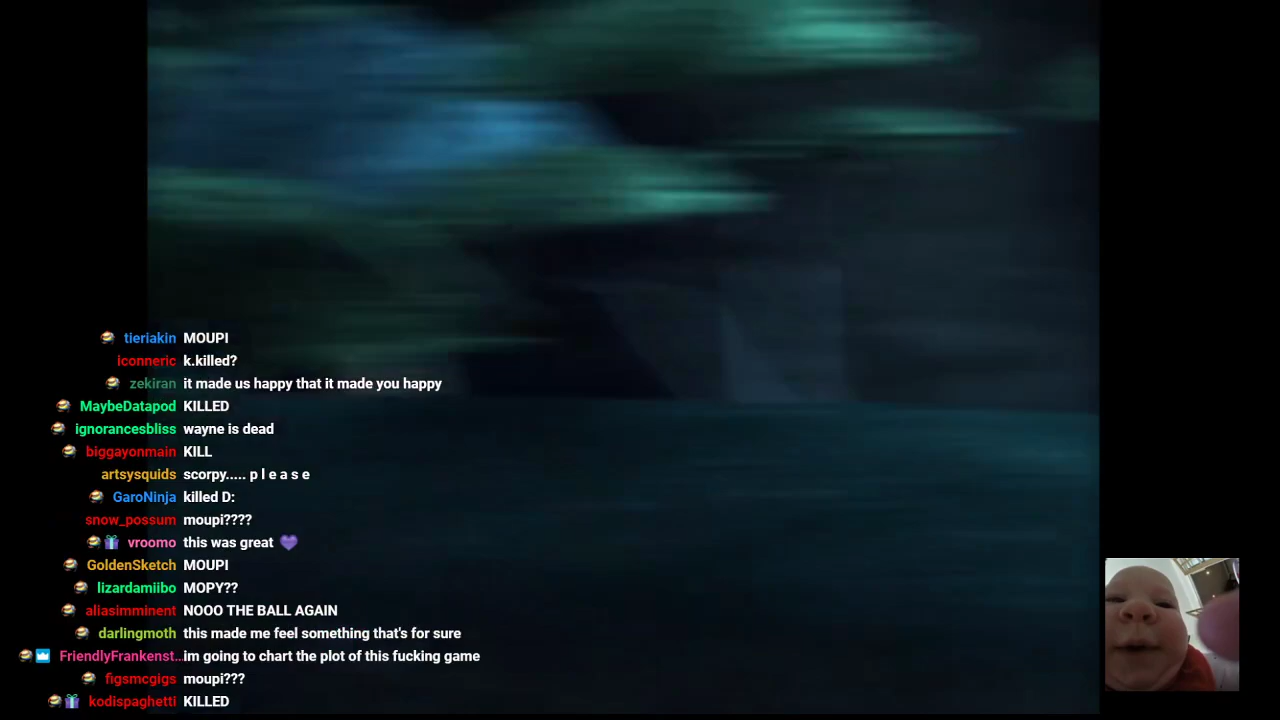 tieriakin MOUPI
iconneric k.killed?
zekiran it made us happy that it made you happy
MaybeDatapod KILLED
ignorancesbliss wayne is dead
biggayonmain KILL
artsysquids scorpy..... p l e a s e
GaroNinja killed D:
snow_possum moupi????
vroomo this was great
GoldenSketch MOUPI
lizardamiibo MOPY??
aliasimminent NOOO THE BALL AGAIN
darlingmoth this made me feel something that's for sure
FriendlyFrankenst... im going to chart the plot of this fucking game
figsmcgigs moupi???
kodispaghetti KILLED